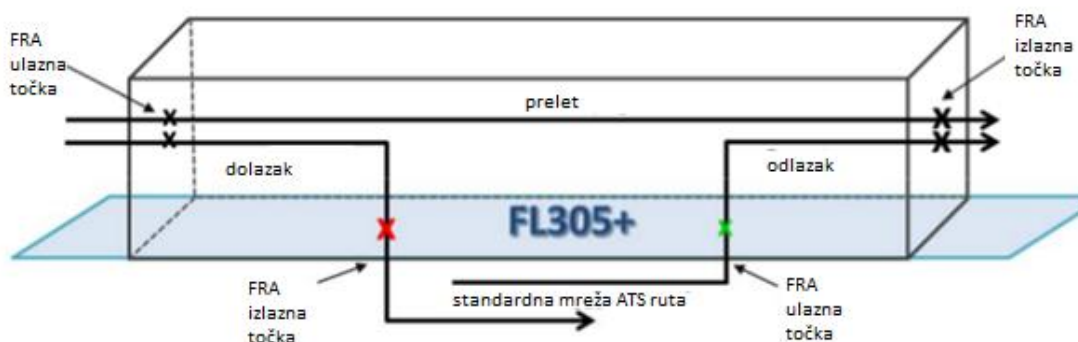 FRA
ulazna
točka
FRA
izlazna
točka
prelet
dolazak
odlazak
FL305+
FRA
izlazna
točka
standardna mreža ATS ruta
FRA
ulazna
točka